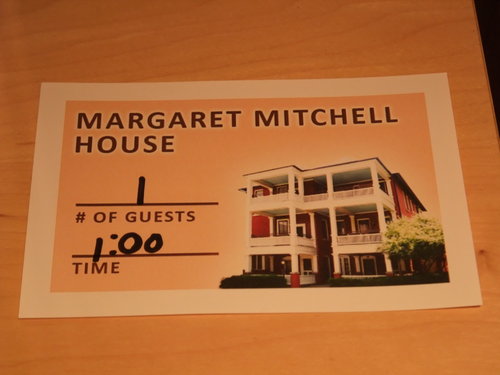 MARGARET MITCHELL
HOUSE
1
# OF GUESTS
1:00
TIME